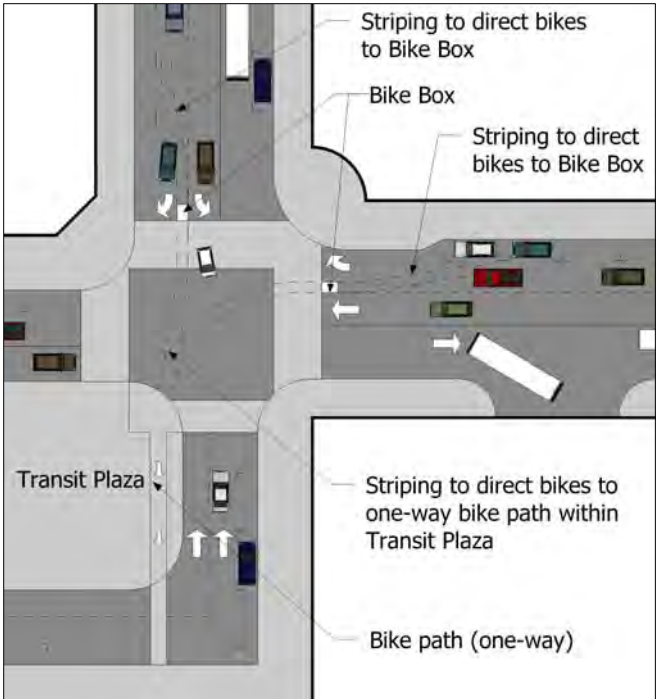 Striping to direct bikes
to Bike Box
Bike Box
Striping to direct
bikes to Bike Box
Transit Plaza
Striping to direct bikes to
one-way bike path within
Transit Plaza
Bike path (one-way)